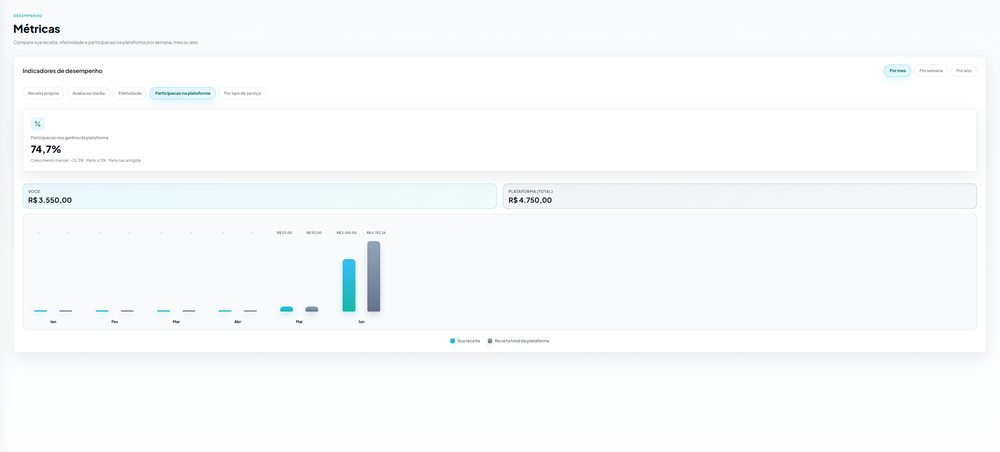 DESEMPENHO
Métricas
Compare sua receita, efetividade e participacao na plataforma por semana, mes ou ano.
Indicadores de desempenho
Por mes
Por semana
Por ano
Receita propria
Avaliacao media
Efetividade
Participacao na plataforma
Por tipo de serviço
Participacao nos ganhos da plataforma
74,7%
Crescimento mensal: -25,3% · Meta: ≥ 5% · Meta nao atingida
VOCE
R$ 3.550,00
PLATAFORMA (TOTAL)
R$ 4.750,00
- - - - - - - - R$ 311,00 R$ 311,00 R$ 3.550,00 R$ 4.752,34
Jan Fev Mar Abr Mai Jun
Sua receita Receita total da plataforma